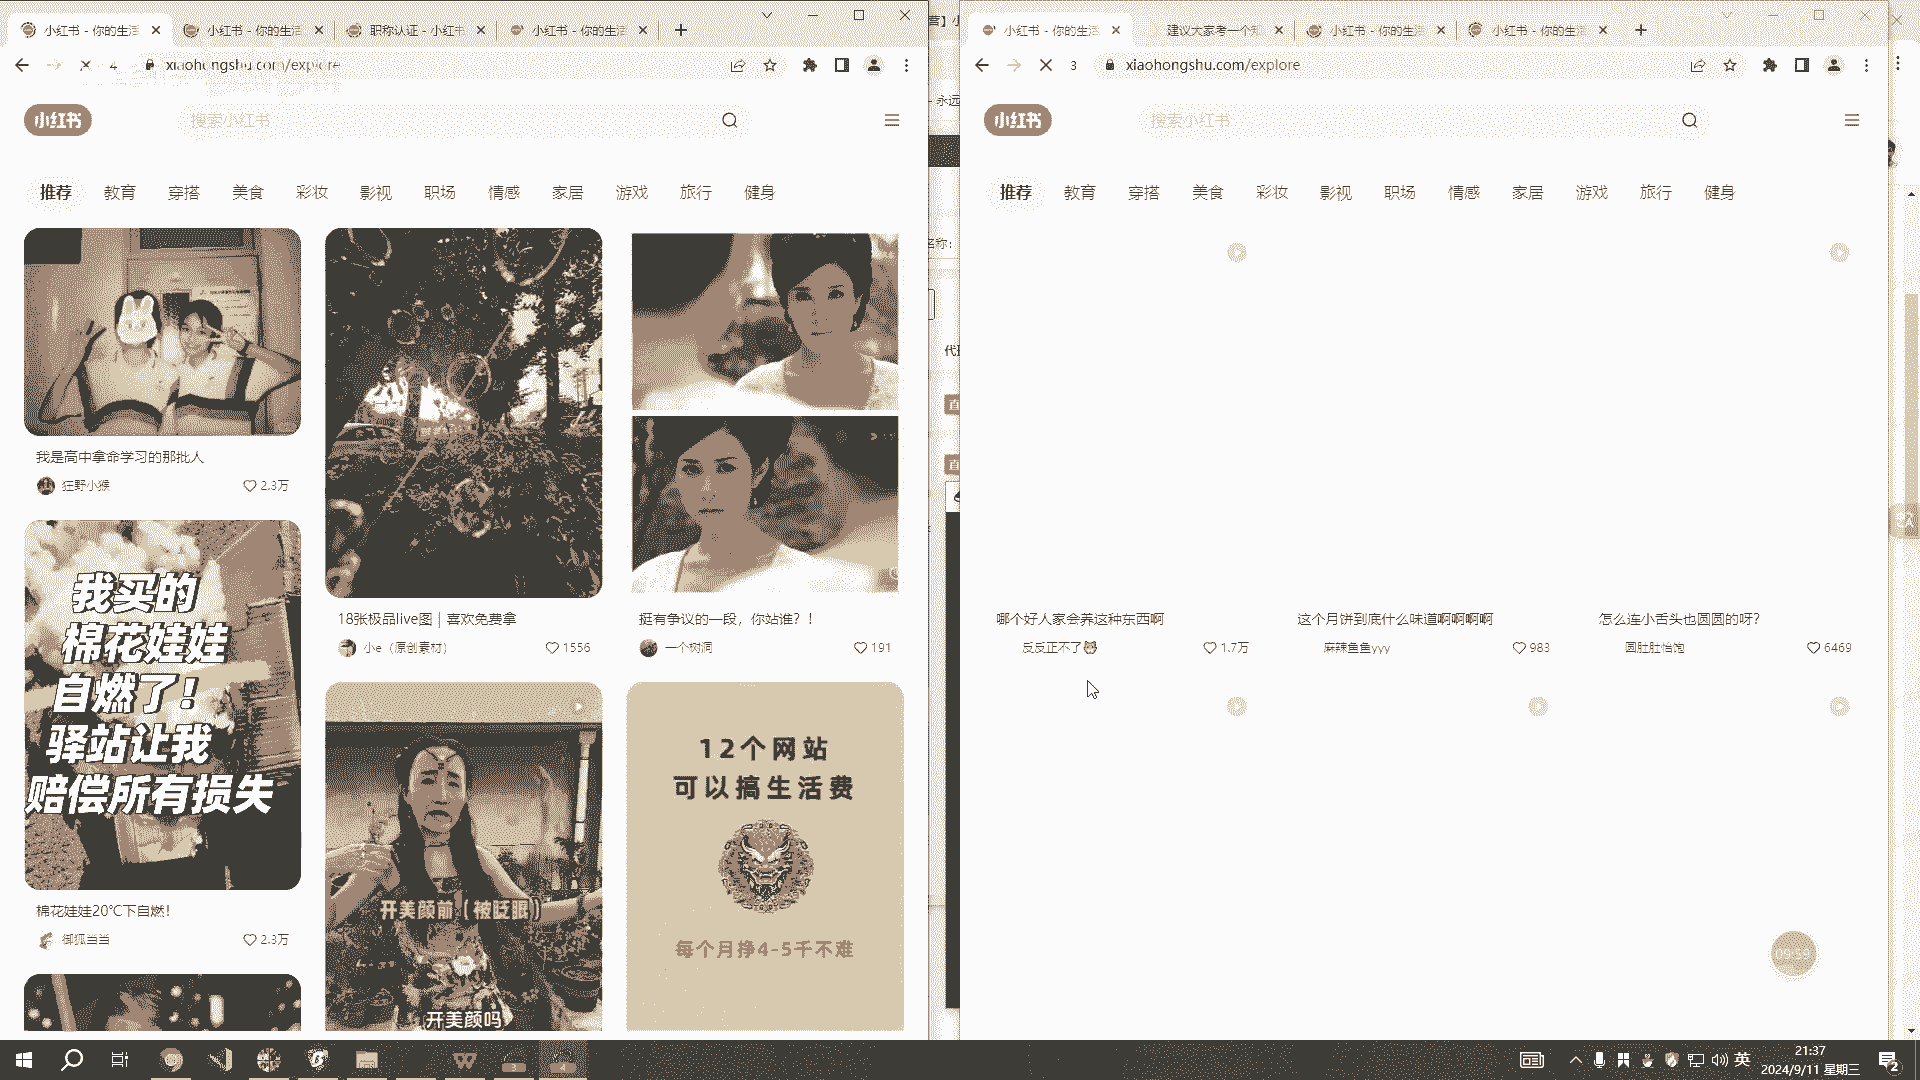 小红书 - 你的生活
小红书 - 你的生活
职称认证 - 小红书
小红书 - 你的生活
4
xiaohongshu.com/explore
小红书
搜索小红书
推荐 教育 穿搭 美食 彩妆 影视 职场 情感 家居 游戏 旅行 健身
我是高中拿命学习的那批人
狂野小猴
2.3万
我买的
棉花娃娃
自燃了！
驿站让我
赔偿所有损失
棉花娃娃20℃下自燃！
御狐当当
2.3万
18张极品live图｜喜欢免费拿
小e（原创素材）
1556
开美颜前（被眨眼）
开美颜吗
挺有争议的一段，你站谁？！
一个树洞
191
12个网站
可以搞生活费
每个月挣4-5千不难
- 永远
名称：
小红书 - 你的生活
建议大家考一个
小红书 - 你的生活
小红书 - 你的生活
3
xiaohongshu.com/explore
小红书
搜索小红书
推荐 教育 穿搭 美食 彩妆 影视 职场 情感 家居 游戏 旅行 健身
哪个好人家会养这种东西啊
反反正不了
1.7万
这个月饼到底什么味道啊啊啊啊
麻辣鱼鱼yyy
983
怎么连小舌头也圆圆的呀？
圆肚肚怡饱
6469
09:59
3
4
英
21:37
2024/9/11 星期三
2